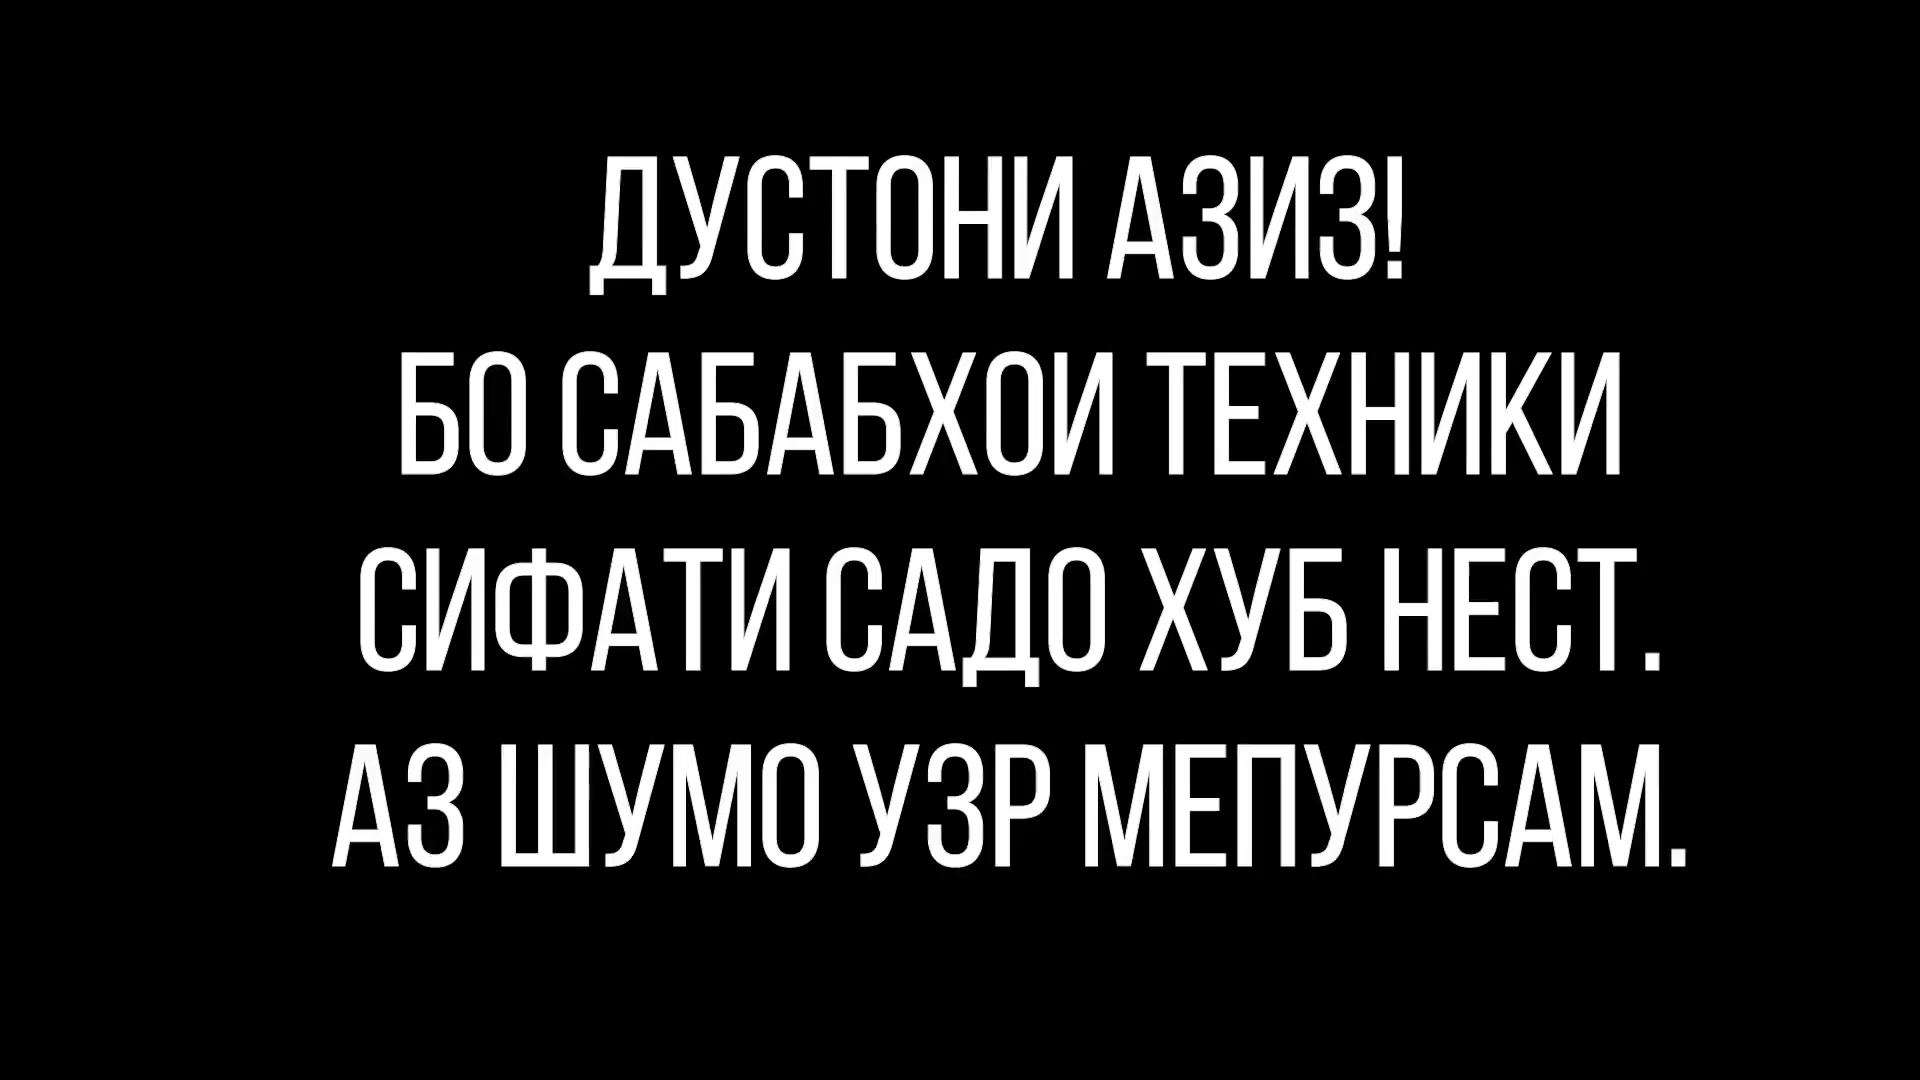 ДУСТОНИ АЗИЗ!
БО САБАБХОИ ТЕХНИКИ
СИФАТИ САДО ХУБ НЕСТ.
АЗ ШУМО УЗР МЕПУРСАМ.